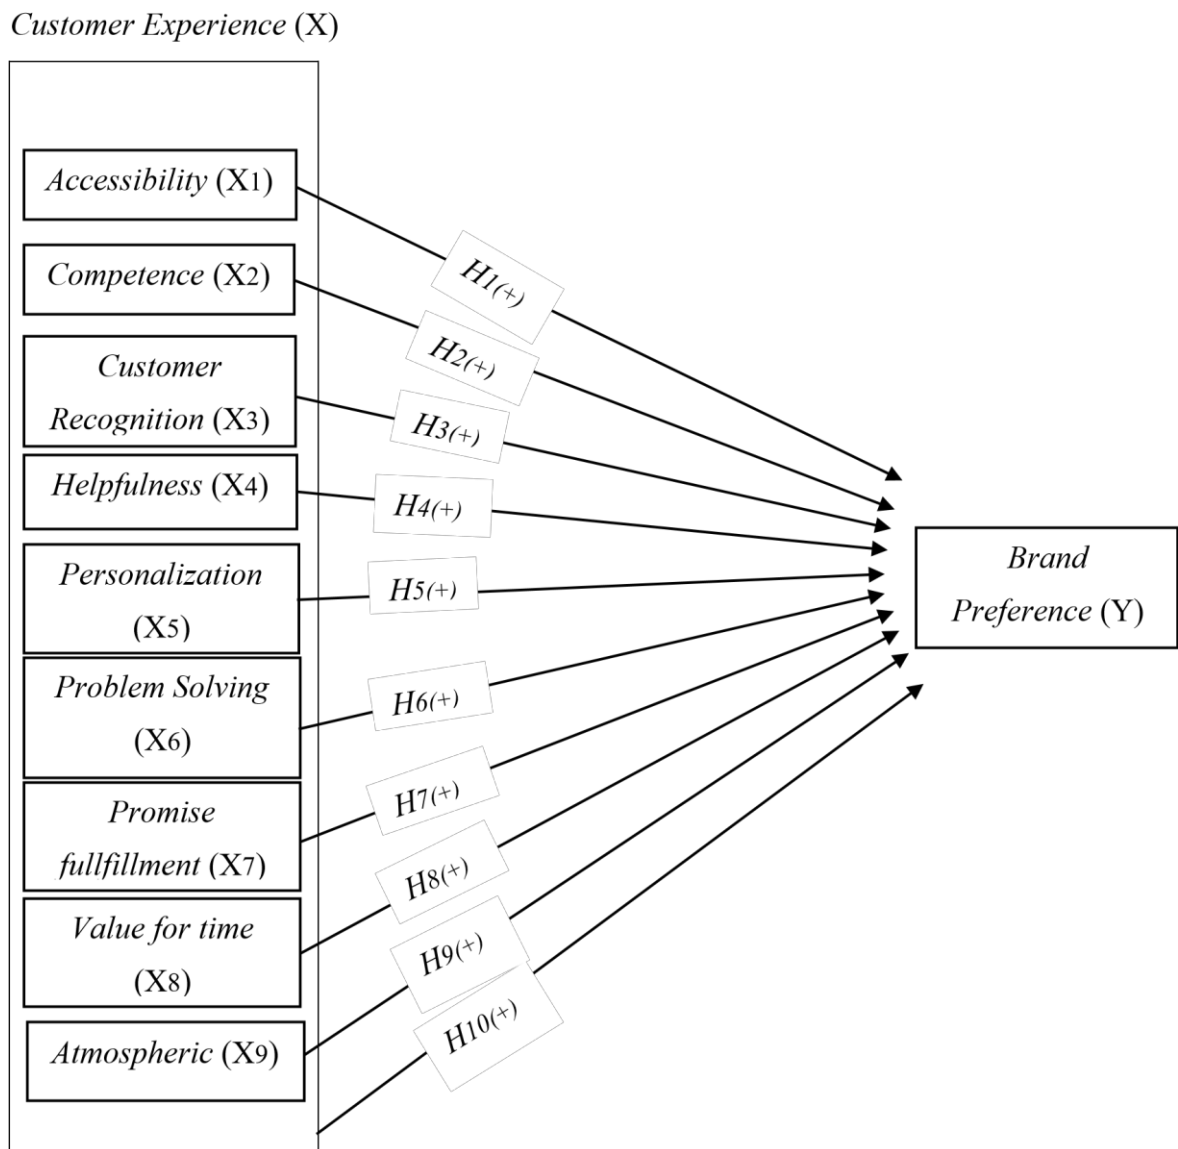 Customer Experience (X)
Accessibility (X1)
Competence (X2)
Customer
Recognition (X3)
Helpfulness (X4)
Personalization
(X5)
Problem Solving
(X6)
Promise
fullfillment (X7)
Value for time
(X8)
Atmospheric (X9)
H1(+)
H2(+)
H3(+)
H4(+)
H5(+)
H6(+)
H7(+)
H8(+)
H9(+)
H10(+)
Brand
Preference (Y)